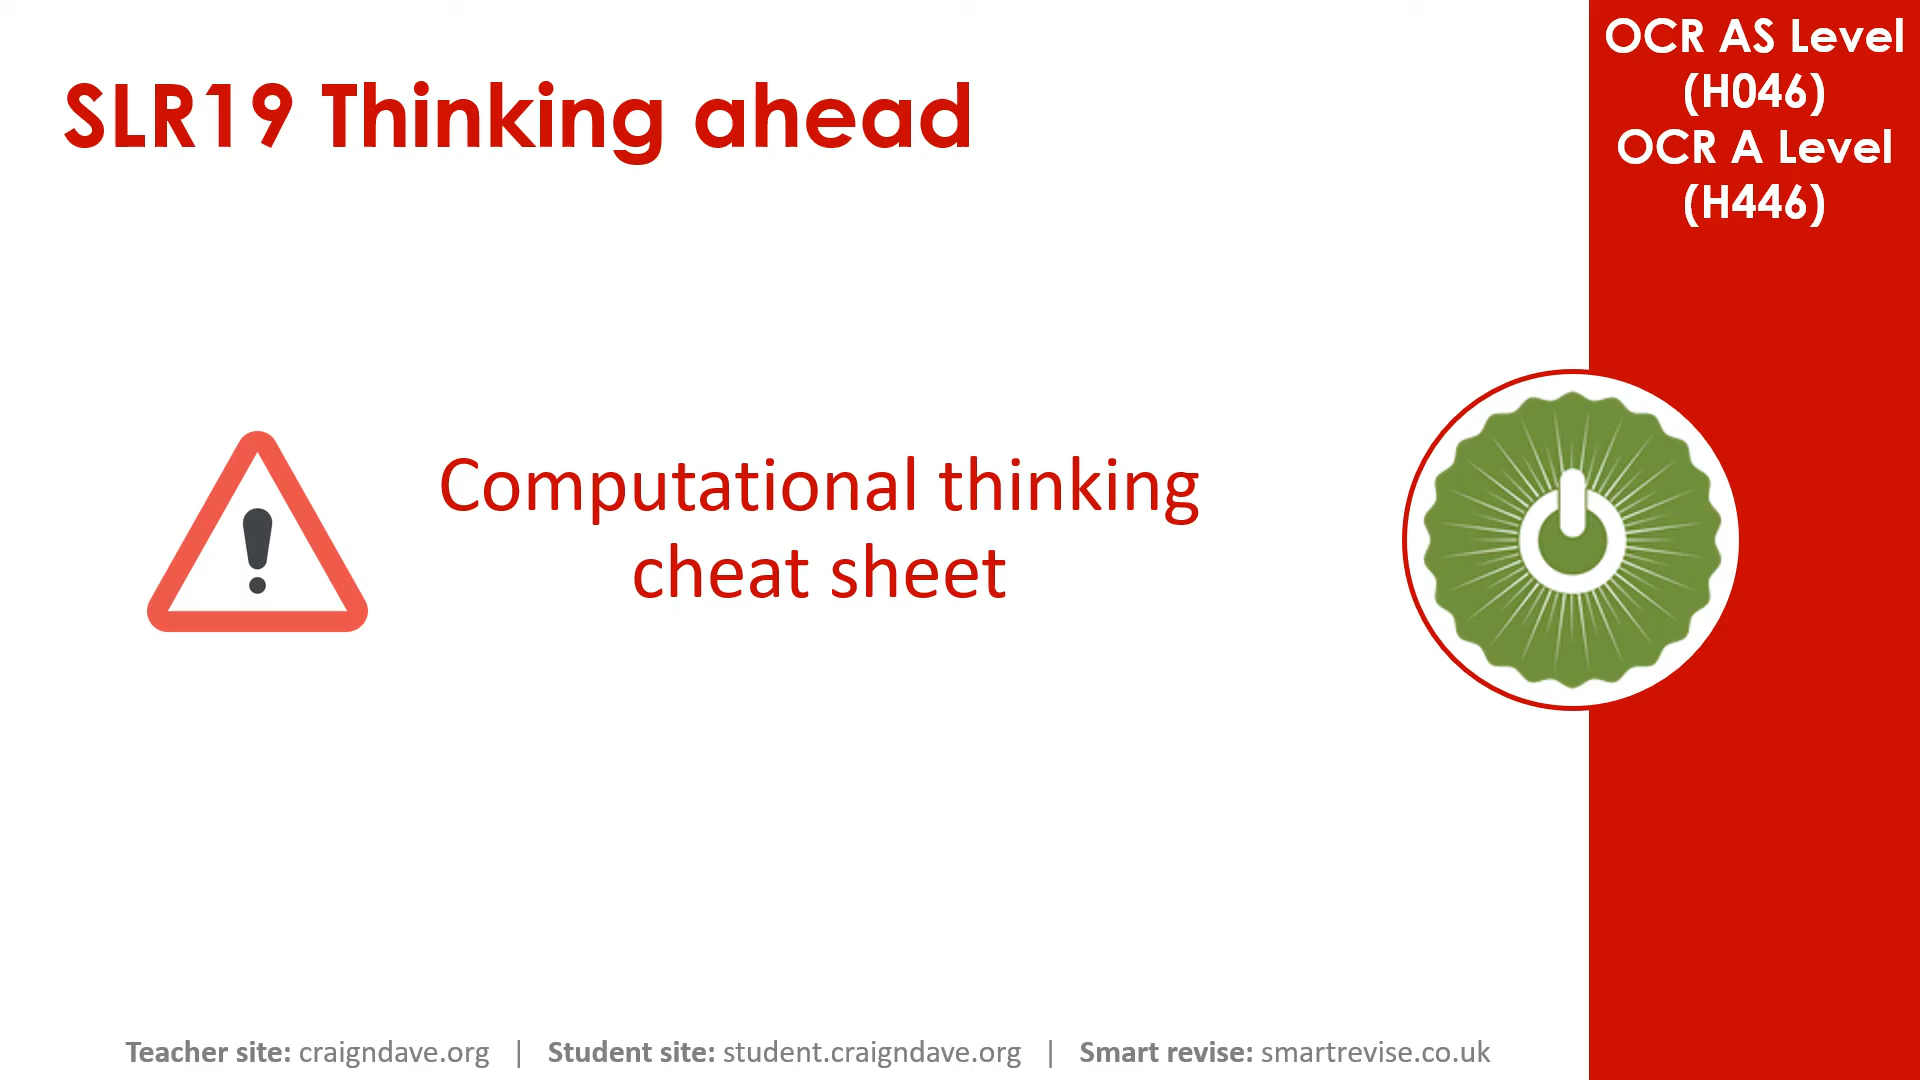 SLR19 Thinking ahead
OCR AS Level
(H046)
OCR A Level
(H446)
Computational thinking
cheat sheet
Teacher site: craigndave.org | Student site: student.craigndave.org | Smart revise: smartrevise.co.uk